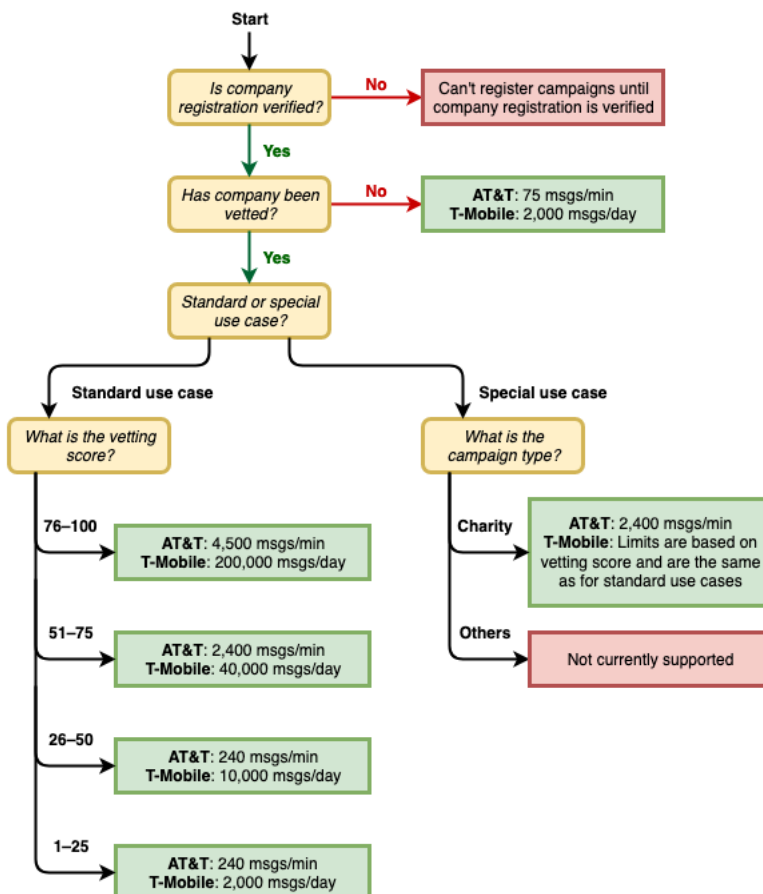 Start
Is company
registration verified?
No
Can't register campaigns until
company registration is verified
Yes
Has company been
vetted?
No
AT&T: 75 msgs/min
T-Mobile: 2,000 msgs/day
Yes
Standard or special
use case?
Standard use case
Special use case
What is the vetting
score?
What is the
campaign type?
76–100
AT&T: 4,500 msgs/min
T-Mobile: 200,000 msgs/day
51–75
AT&T: 2,400 msgs/min
T-Mobile: 40,000 msgs/day
26–50
AT&T: 240 msgs/min
T-Mobile: 10,000 msgs/day
1–25
AT&T: 240 msgs/min
T-Mobile: 2,000 msgs/day
Charity
AT&T: 2,400 msgs/min
T-Mobile: Limits are based on
vetting score and are the same
as for standard use cases
Others
Not currently supported